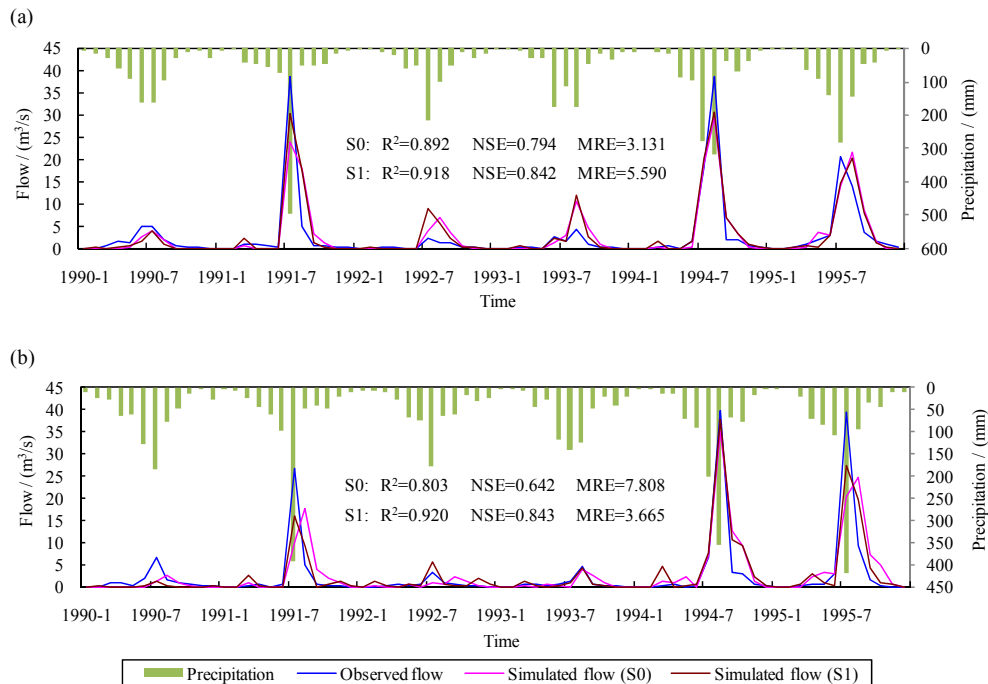 (a)
45 40 35 30 25 20 15 10 5 0
Flow / (m³/s)
0 100 200 300 400 500 600
Precipitation / (mm)
S0: R²=0.892 NSE=0.794 MRE=3.131
S1: R²=0.918 NSE=0.842 MRE=5.590
1990-1 1990-7 1991-1 1991-7 1992-1 1992-7 1993-1 1993-7 1994-1 1994-7 1995-1 1995-7
Time
(b)
45 40 35 30 25 20 15 10 5 0
Flow / (m³/s)
0 50 100 150 200 250 300 350 400 450
Precipitation / (mm)
S0: R²=0.803 NSE=0.642 MRE=7.808
S1: R²=0.920 NSE=0.843 MRE=3.665
1990-1 1990-7 1991-1 1991-7 1992-1 1992-7 1993-1 1993-7 1994-1 1994-7 1995-1 1995-7
Time
Precipitation Observed flow Simulated flow (S0) Simulated flow (S1)